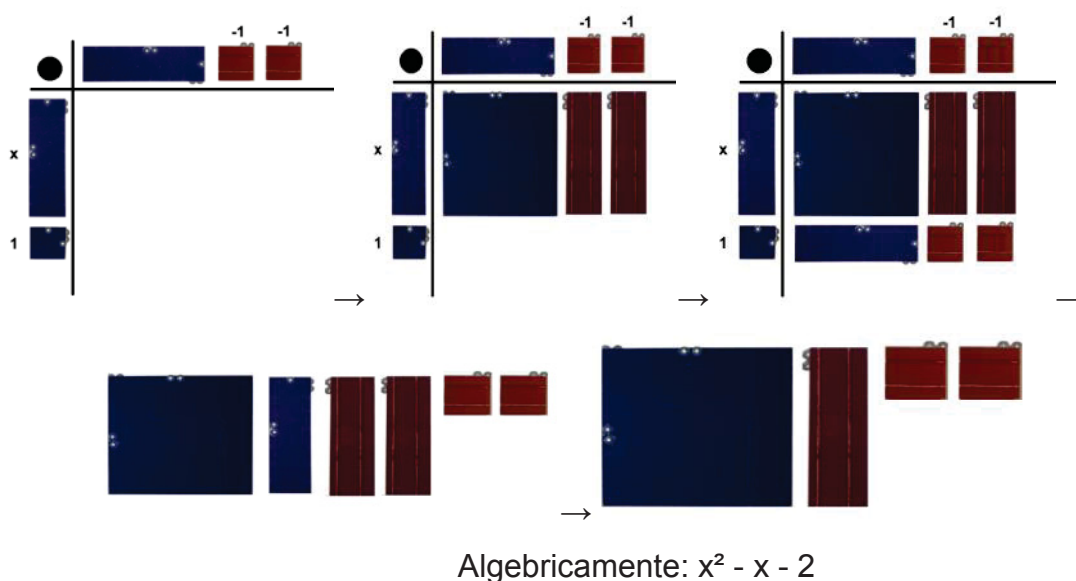 -1 -1
x
1
→
-1 -1
x
1
→
-1 -1
x
1
→
→
Algebricamente: x² - x - 2